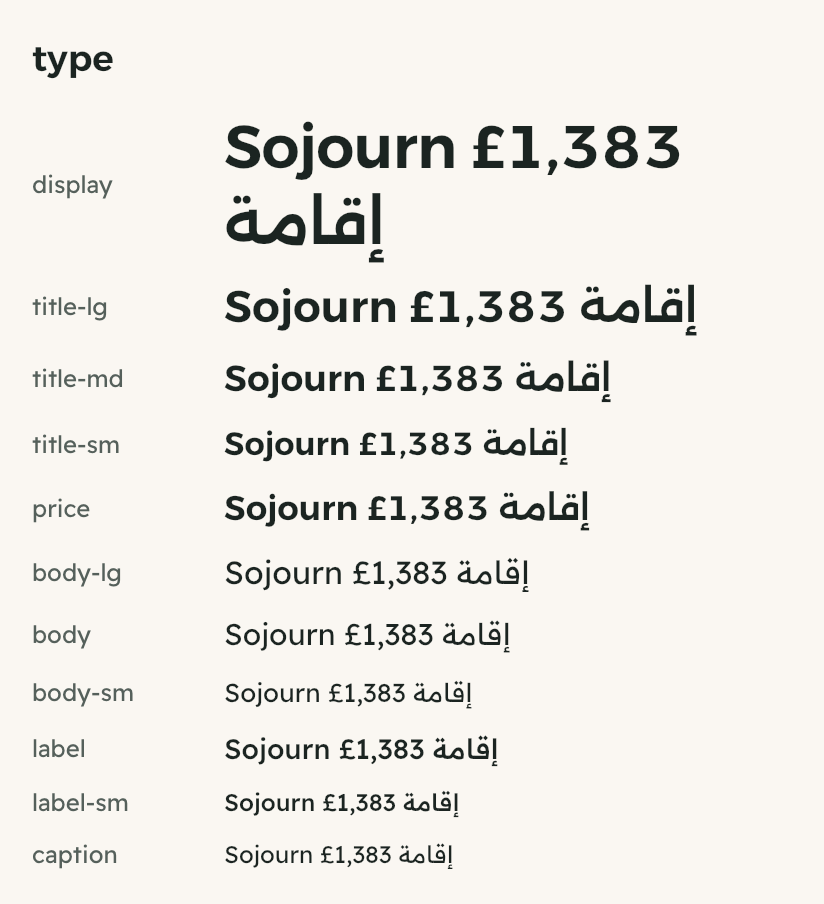 type
display
Sojourn £1,383
إقامة
title-lg
Sojourn £1,383 إقامة
title-md
Sojourn £1,383 إقامة
title-sm
Sojourn £1,383 إقامة
price
Sojourn £1,383 إقامة
body-lg
Sojourn £1,383 إقامة
body
Sojourn £1,383 إقامة
body-sm
Sojourn £1,383 إقامة
label
Sojourn £1,383 إقامة
label-sm
Sojourn £1,383 إقامة
caption
Sojourn £1,383 إقامة